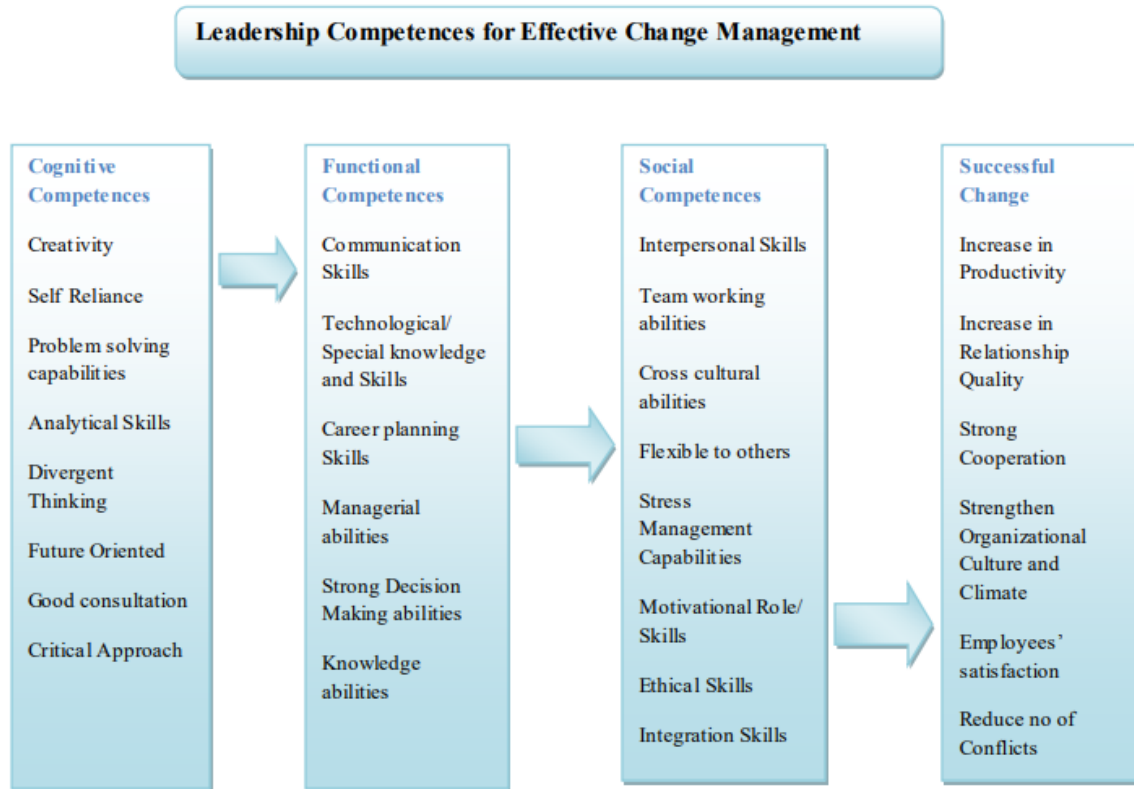 Leadership Competences for Effective Change Management
Cognitive
Competences
Creativity
Self Reliance
Problem solving
capabilities
Analytical Skills
Divergent
Thinking
Future Oriented
Good consultation
Critical Approach
Functional
Competences
Communication
Skills
Technological/
Special knowledge
and Skills
Career planning
Skills
Managerial
abilities
Strong Decision
Making abilities
Knowledge
abilities
Social
Competences
Interpersonal Skills
Team working
abilities
Cross cultural
abilities
Flexible to others
Stress
Management
Capabilities
Motivational Role/
Skills
Ethical Skills
Integration Skills
Successful
Change
Increase in
Productivity
Increase in
Relationship
Quality
Strong
Cooperation
Strengthen
Organizational
Culture and
Climate
Employees’
satisfaction
Reduce no of
Conflicts